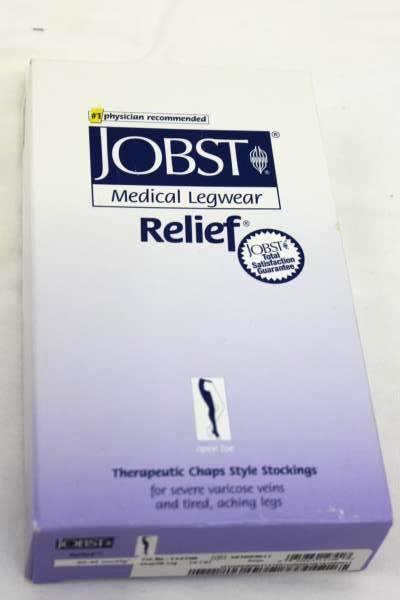 #1 physician recommended
JOBST®
Medical Legwear
Relief®
JOBST
Total
Satisfaction
Guarantee
open toe
Therapeutic Chaps Style Stockings
for severe varicose veins
and tired, aching legs
JOBST
Relief